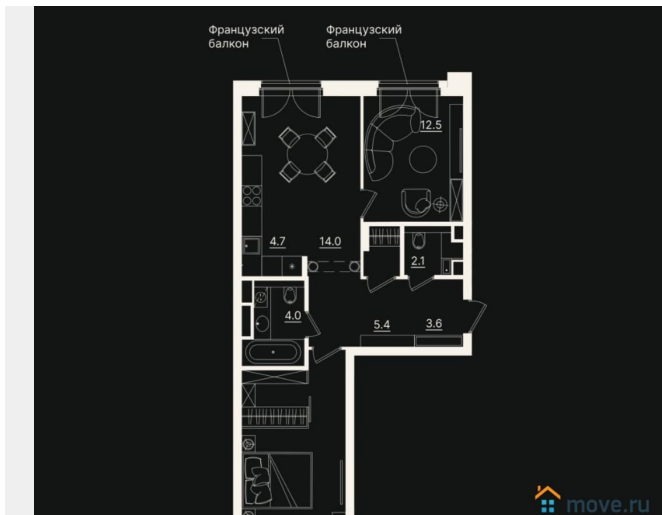 Французский
балкон
Французский
балкон
12.5
4.7
14.0
2.1
4.0
5.4
3.6
move.ru